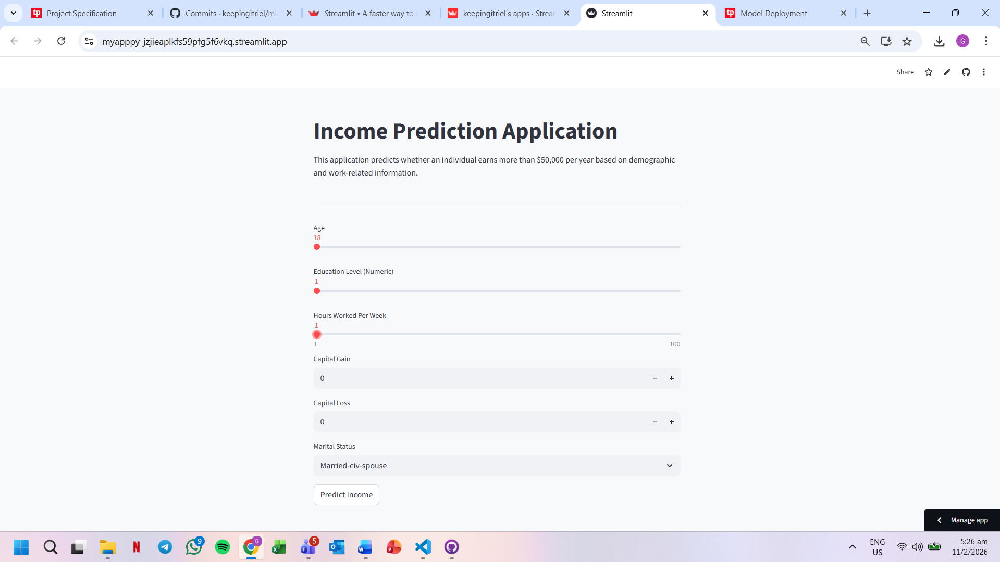 Project Specification
Commits · keepingitriel/ml
Streamlit • A faster way to
keepingitriel's apps · Strear
Streamlit
Model Deployment
myapppy-jzjieaplkfs59pfg5f6vkq.streamlit.app
G
Share
Income Prediction Application
This application predicts whether an individual earns more than $50,000 per year based on demographic
and work-related information.
Age
18
Education Level (Numeric)
1
Hours Worked Per Week
1
1 100
Capital Gain
0
Capital Loss
0
Marital Status
Married-civ-spouse
Predict Income
Manage app
9
G
5
ENG
US
5:26 am
11/2/2026